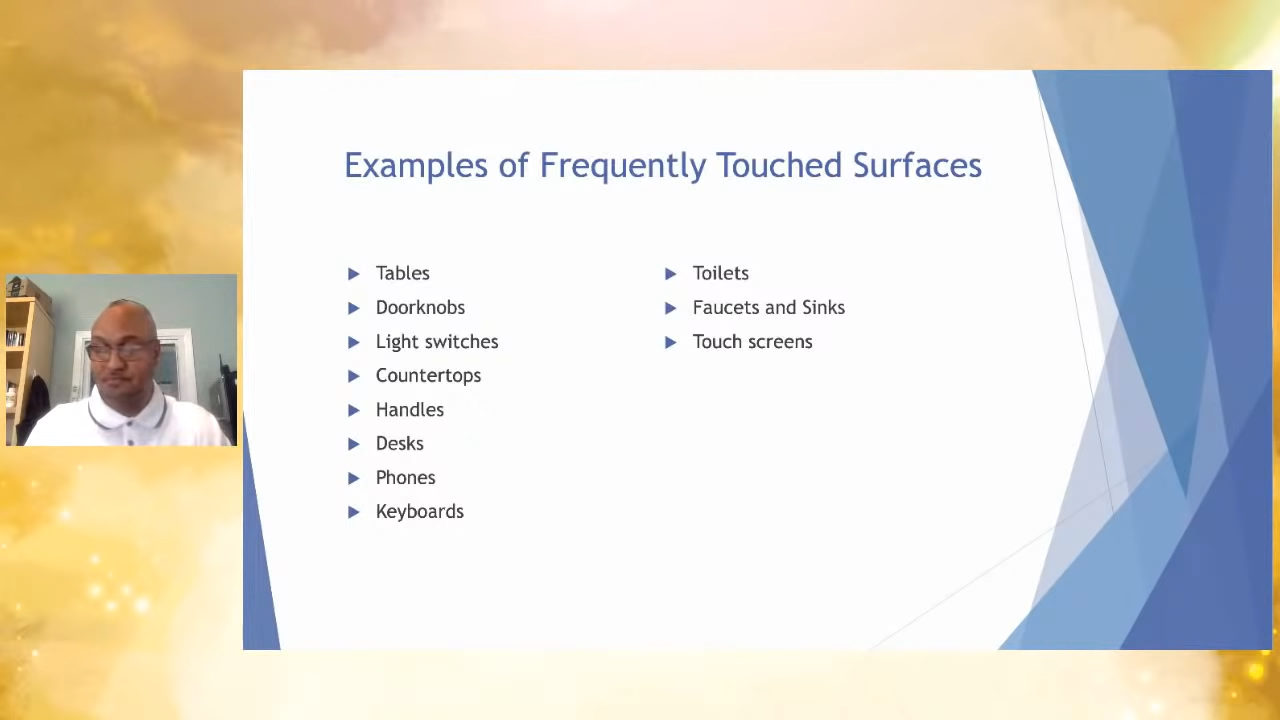 Examples of Frequently Touched Surfaces
Tables
Doorknobs
Light switches
Countertops
Handles
Desks
Phones
Keyboards
Toilets
Faucets and Sinks
Touch screens